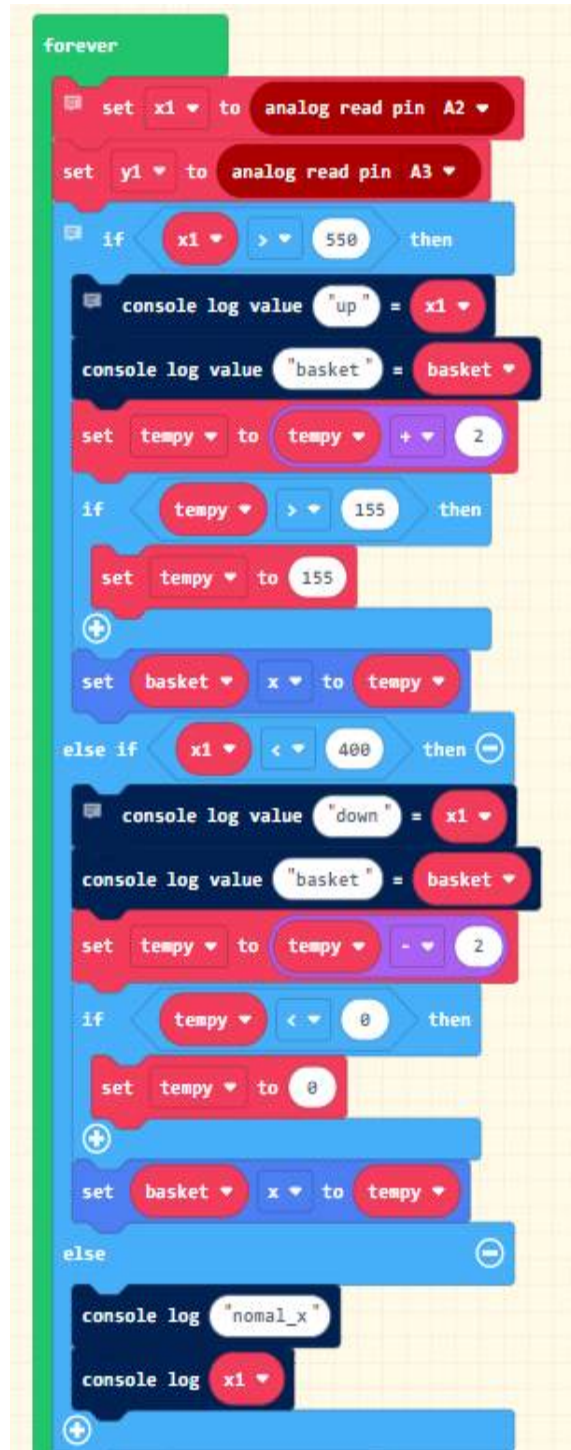 forever
set x1 to analog read pin A2
set y1 to analog read pin A3
if x1 > 550 then
console log value "up" = x1
console log value "basket" = basket
set tempy to tempy + 2
if tempy > 155 then
set tempy to 155
set basket x to tempy
else if x1 < 400 then
console log value "down" = x1
console log value "basket" = basket
set tempy to tempy - 2
if tempy < 0 then
set tempy to 0
set basket x to tempy
else
console log "nomal_x"
console log x1